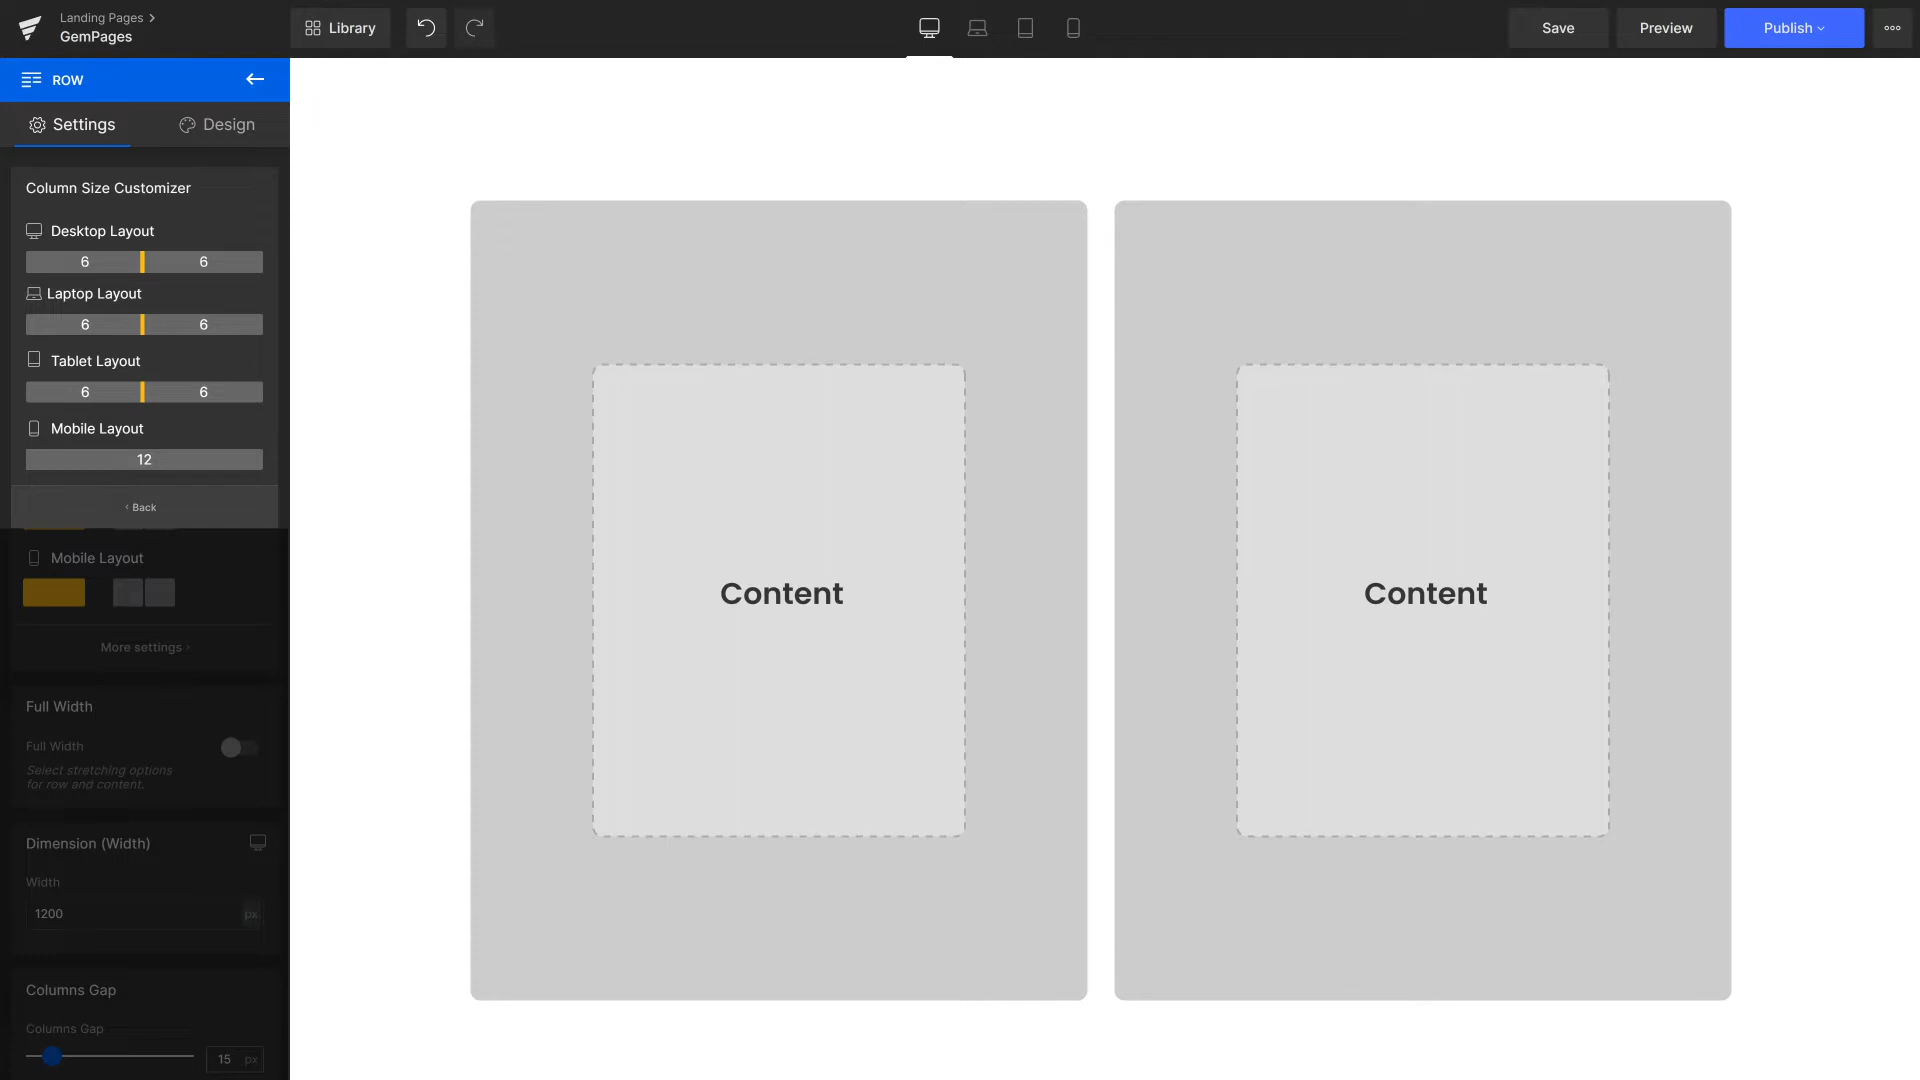 Landing Pages
GemPages
Library
Save
Preview
Publish
ROW
Settings
Design
Column Size Customizer
Desktop Layout
6 6
Laptop Layout
6 6
Tablet Layout
6 6
Mobile Layout
12
Back
Mobile Layout
More settings
Full Width
Full Width
Select stretching options
for row and content.
Dimension (Width)
Width
1200 px
Columns Gap
Columns Gap
15 px
Content
Content